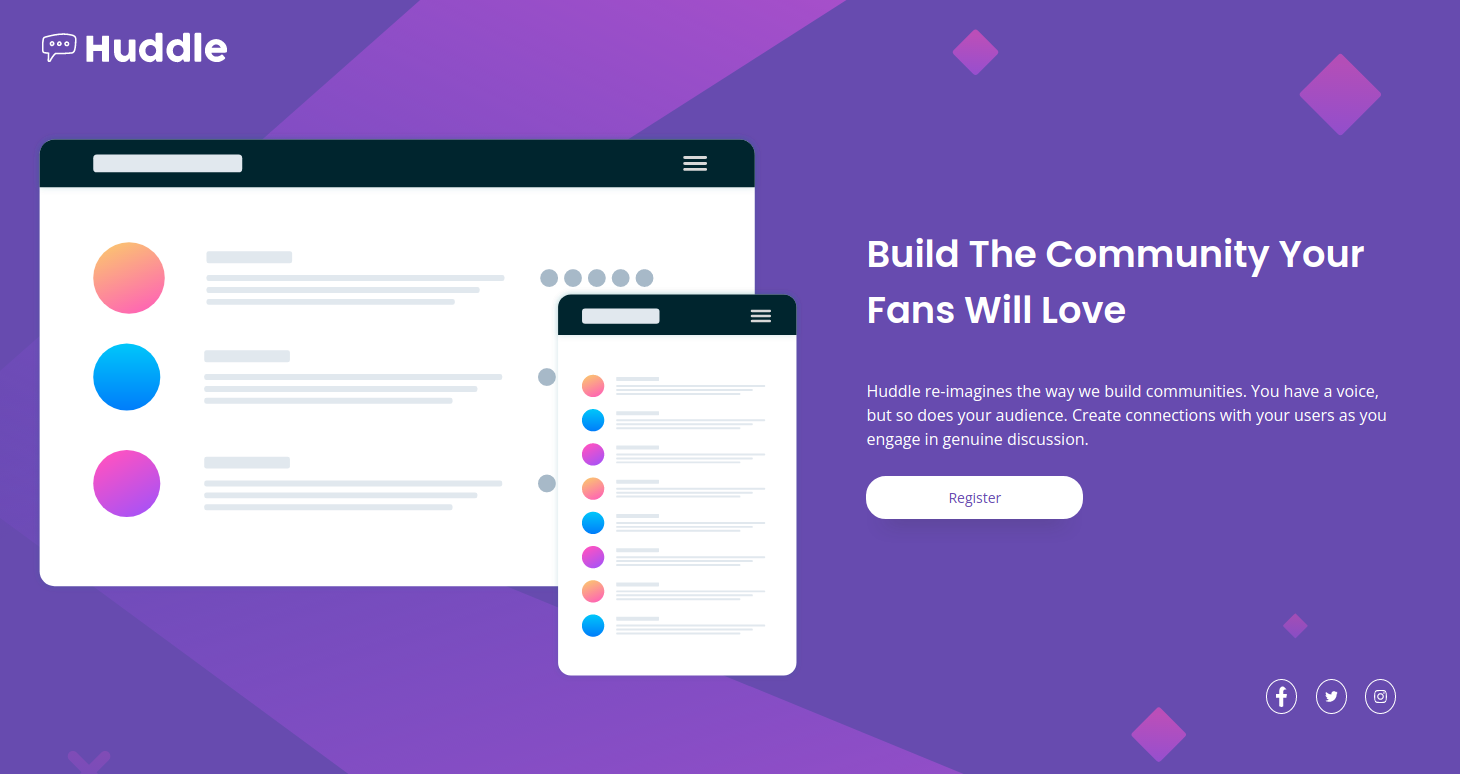 Huddle
Build The Community Your
Fans Will Love
Huddle re-imagines the way we build communities. You have a voice,
but so does your audience. Create connections with your users as you
engage in genuine discussion.
Register